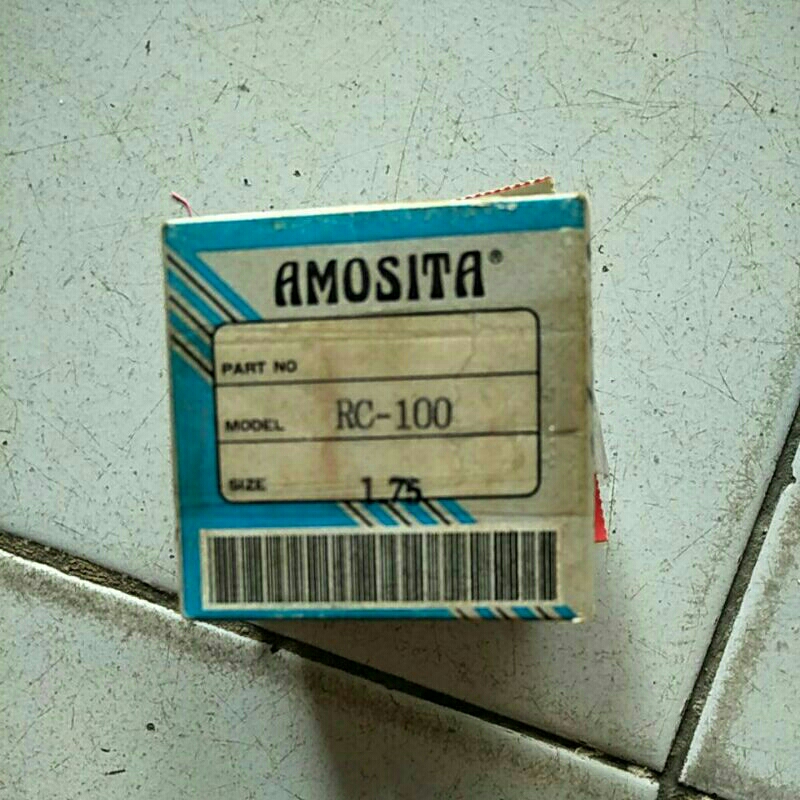 AMOSITA®
PART NO
MODEL RC-100
SIZE 1.75